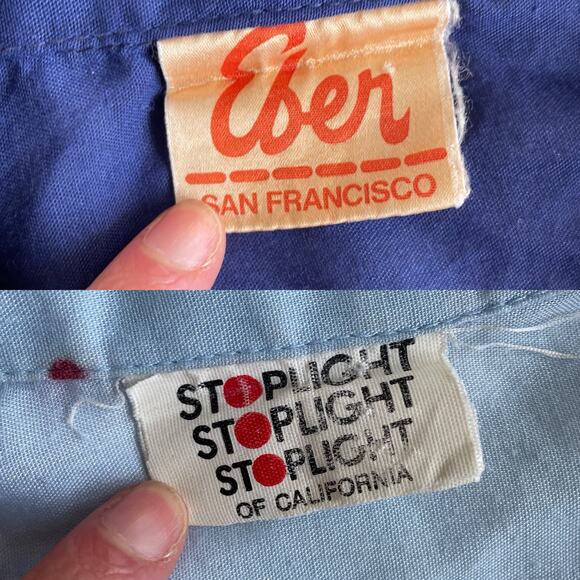 Eber
SAN FRANCISCO
STOPLIGHT
STOPLIGHT
STOPLIGHT
OF CALIFORNIA